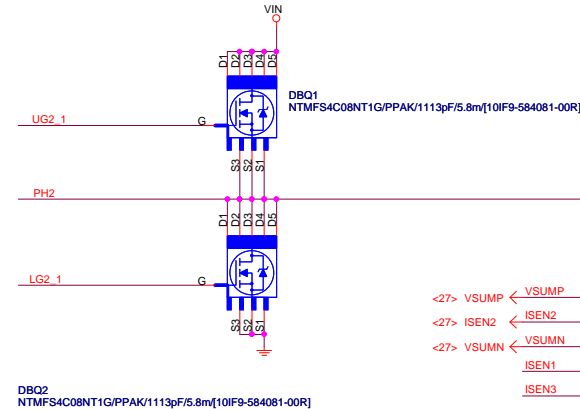 VIN
D1 D2 D3 D4 D5
DBQ1
NTMFS4C08NT1G/PPAK/1113pF/5.8m/[10IF9-584081-00R]
UG2_1
G
S3 S2 S1
PH2
D1 D2 D3 D4 D5
LG2_1
G
S3 S2 S1
<27> VSUMP VSUMP
<27> ISEN2 ISEN2
<27> VSUMN VSUMN
ISEN1
ISEN3
DBQ2
NTMFS4C08NT1G/PPAK/1113pF/5.8m/[10IF9-584081-00R]